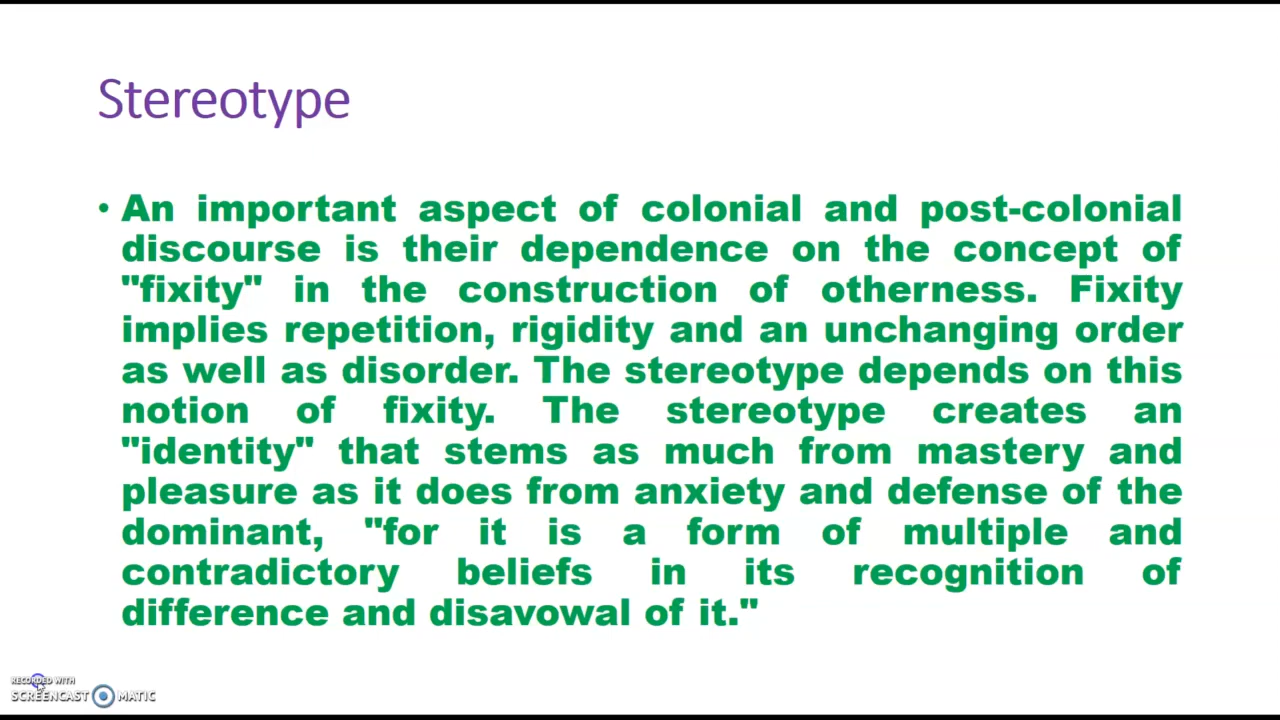 Stereotype
• An important aspect of colonial and post-colonial
discourse is their dependence on the concept of
"fixity" in the construction of otherness. Fixity
implies repetition, rigidity and an unchanging order
as well as disorder. The stereotype depends on this
notion of fixity. The stereotype creates an
"identity" that stems as much from mastery and
pleasure as it does from anxiety and defense of the
dominant, "for it is a form of multiple and
contradictory beliefs in its recognition of
difference and disavowal of it."
RECORDED WITH
SCREENCAST MATIC